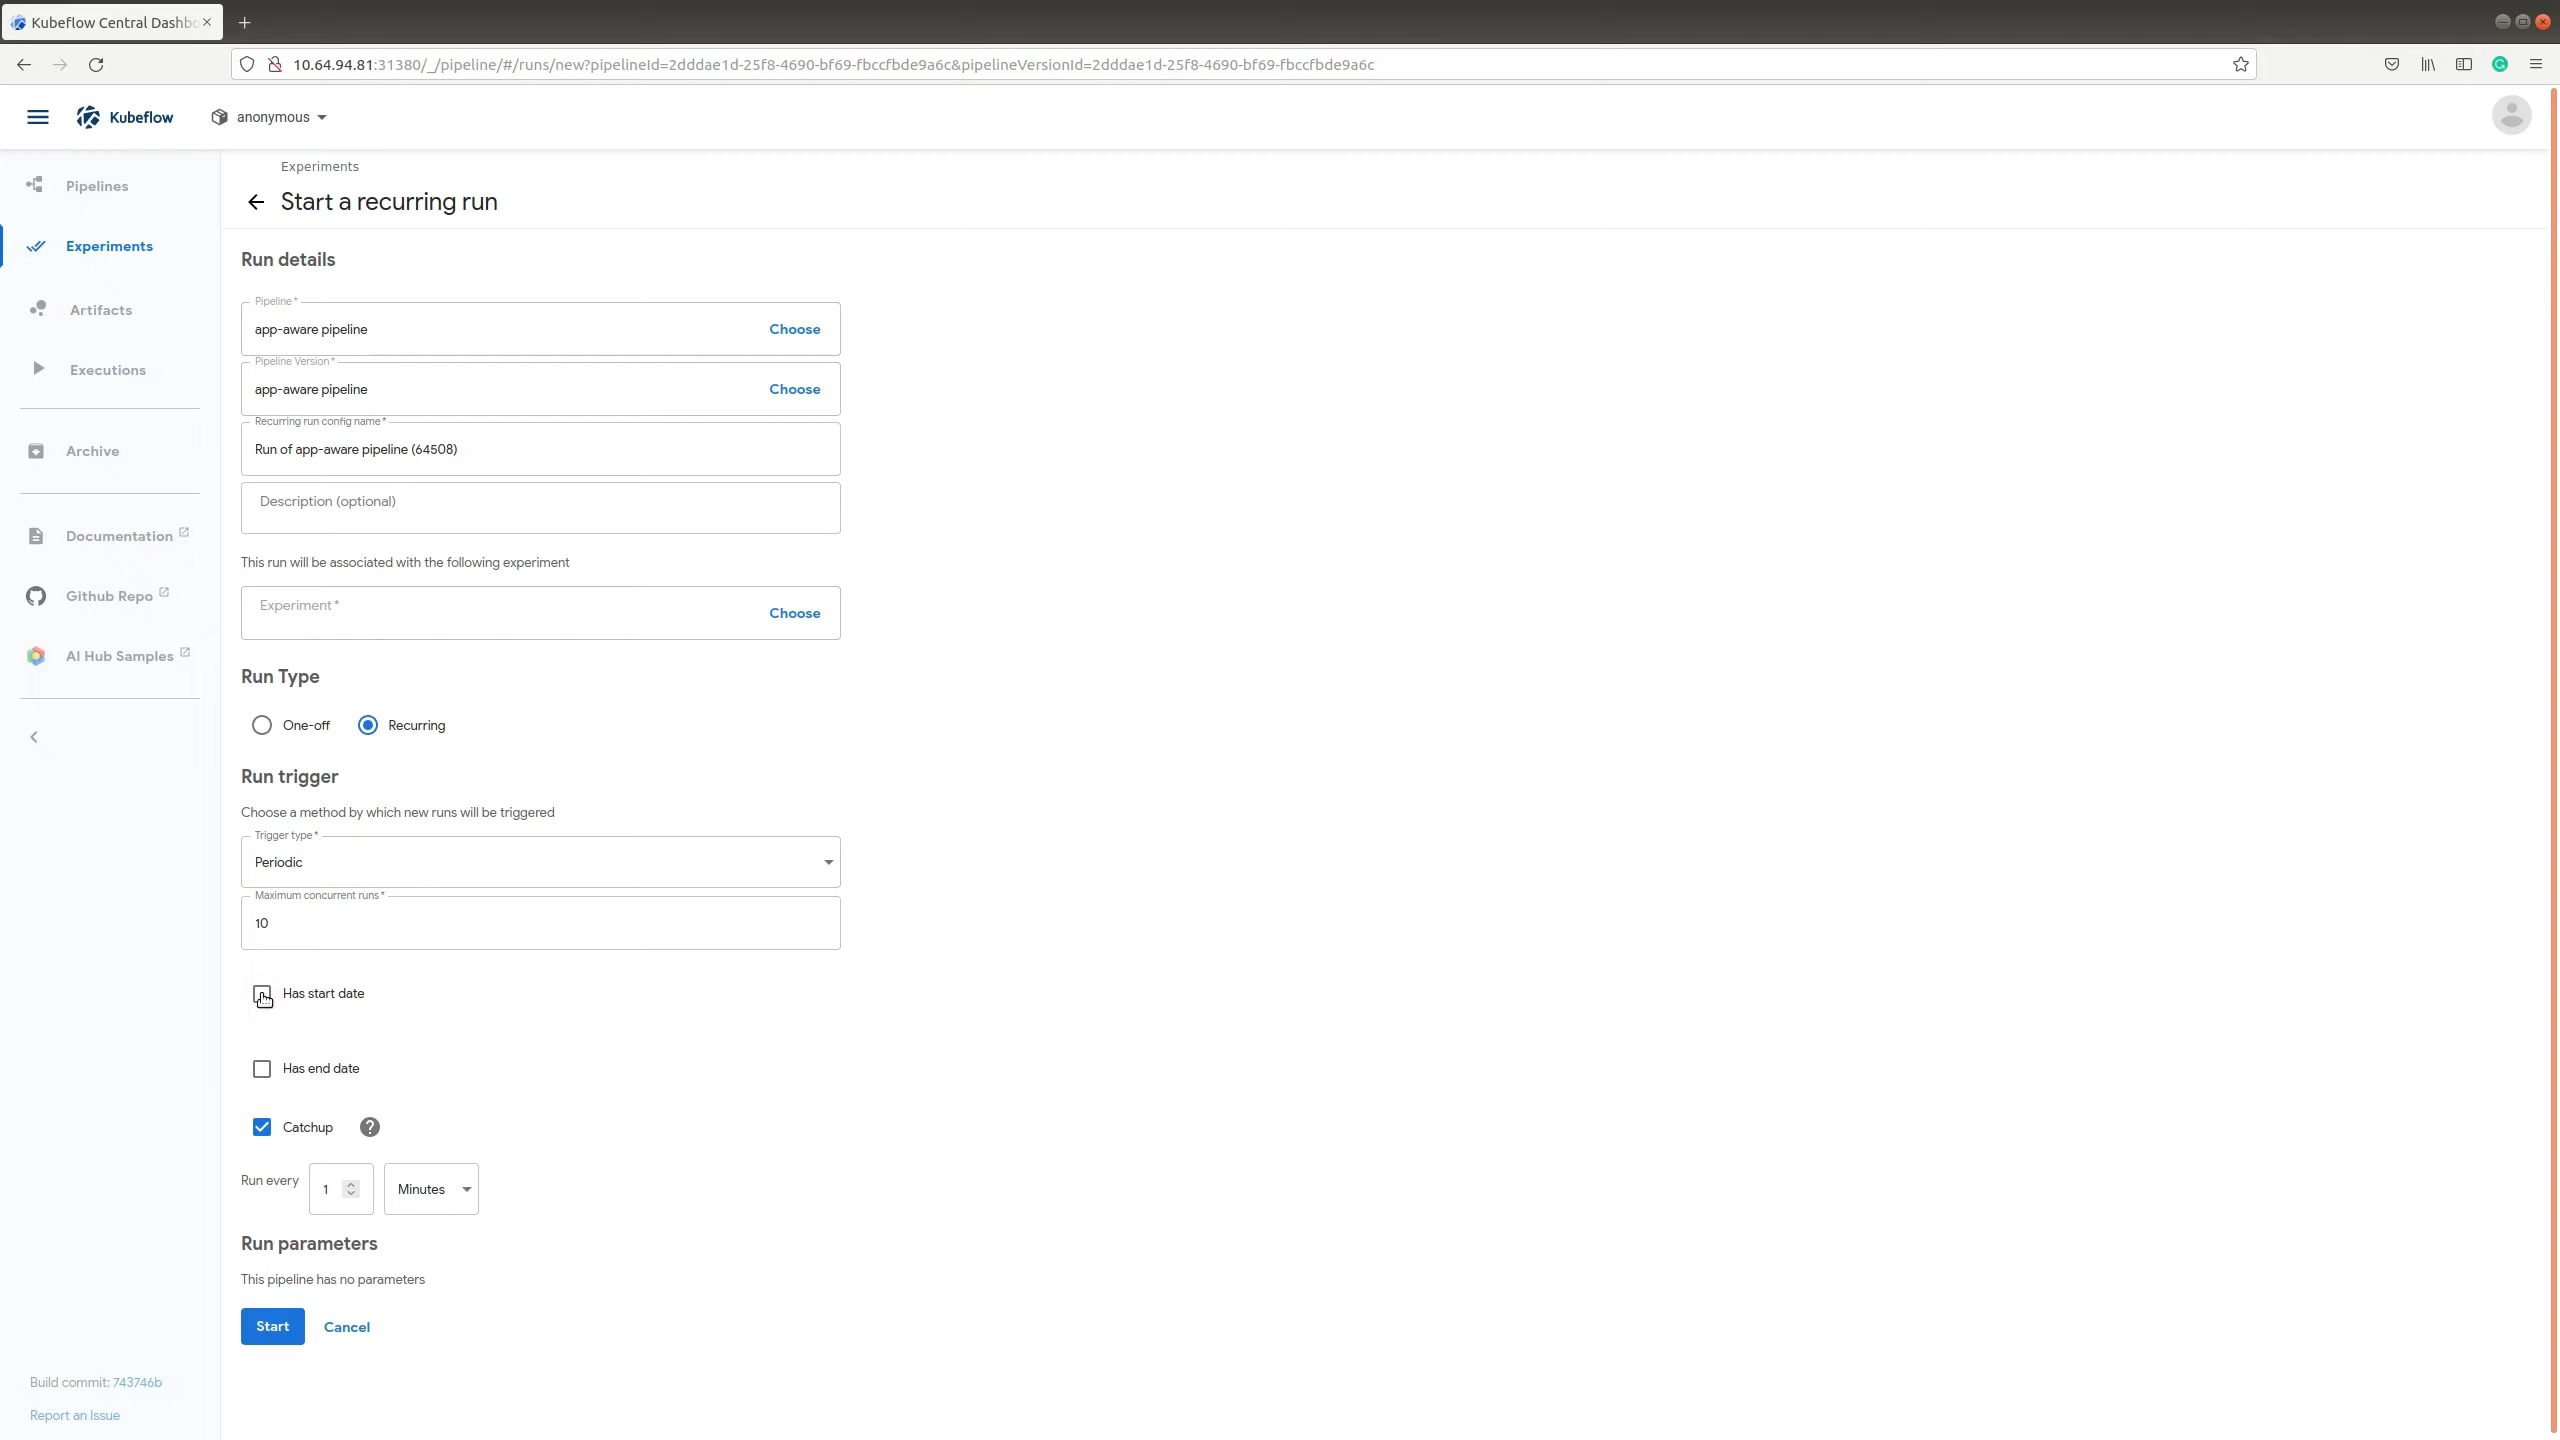 Kubeflow Central Dashbo
10.64.94.81:31380/_/pipeline/#/runs/new?pipelineId=2dddae1d-25f8-4690-bf69-fbccfbde9a6c&pipelineVersionId=2dddae1d-25f8-4690-bf69-fbccfbde9a6c
Kubeflow
anonymous
Pipelines
Experiments
Artifacts
Executions
Archive
Documentation
Github Repo
AI Hub Samples
Build commit: 743746b
Report an Issue
Experiments
Start a recurring run
Run details
Pipeline*
app-aware pipeline
Choose
Pipeline Version*
app-aware pipeline
Choose
Recurring run config name*
Run of app-aware pipeline (64508)
Description (optional)
This run will be associated with the following experiment
Experiment*
Choose
Run Type
One-off
Recurring
Run trigger
Choose a method by which new runs will be triggered
Trigger type*
Periodic
Maximum concurrent runs*
10
Has start date
Has end date
Catchup ?
Run every 1 Minutes
Run parameters
This pipeline has no parameters
Start
Cancel